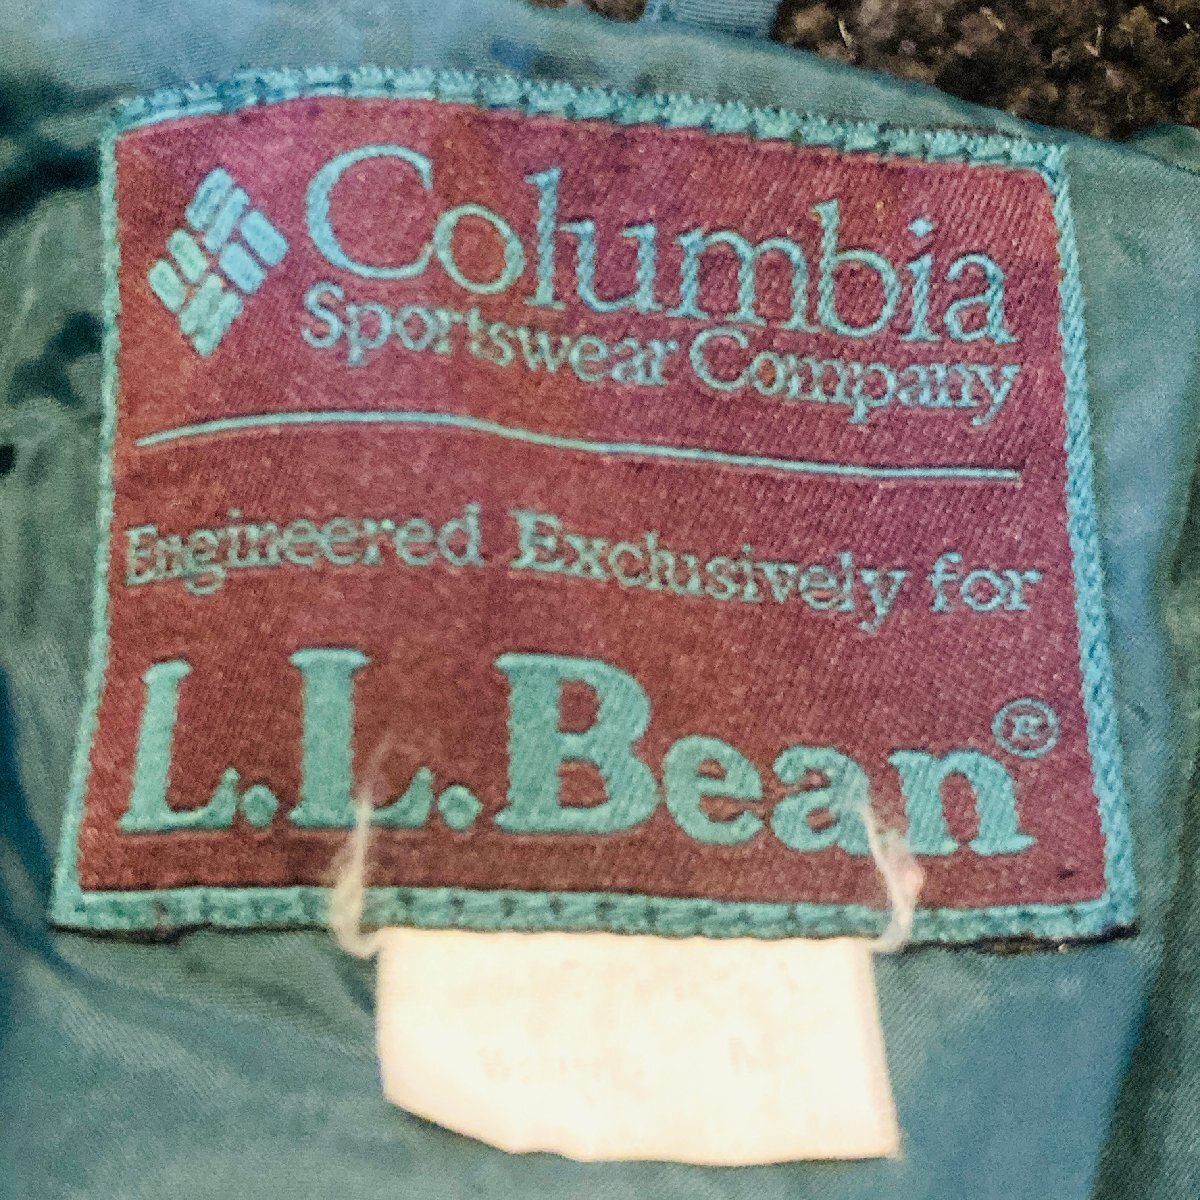 Columbia
Sportswear Company
Engineered Exclusively for
L.L.Bean®